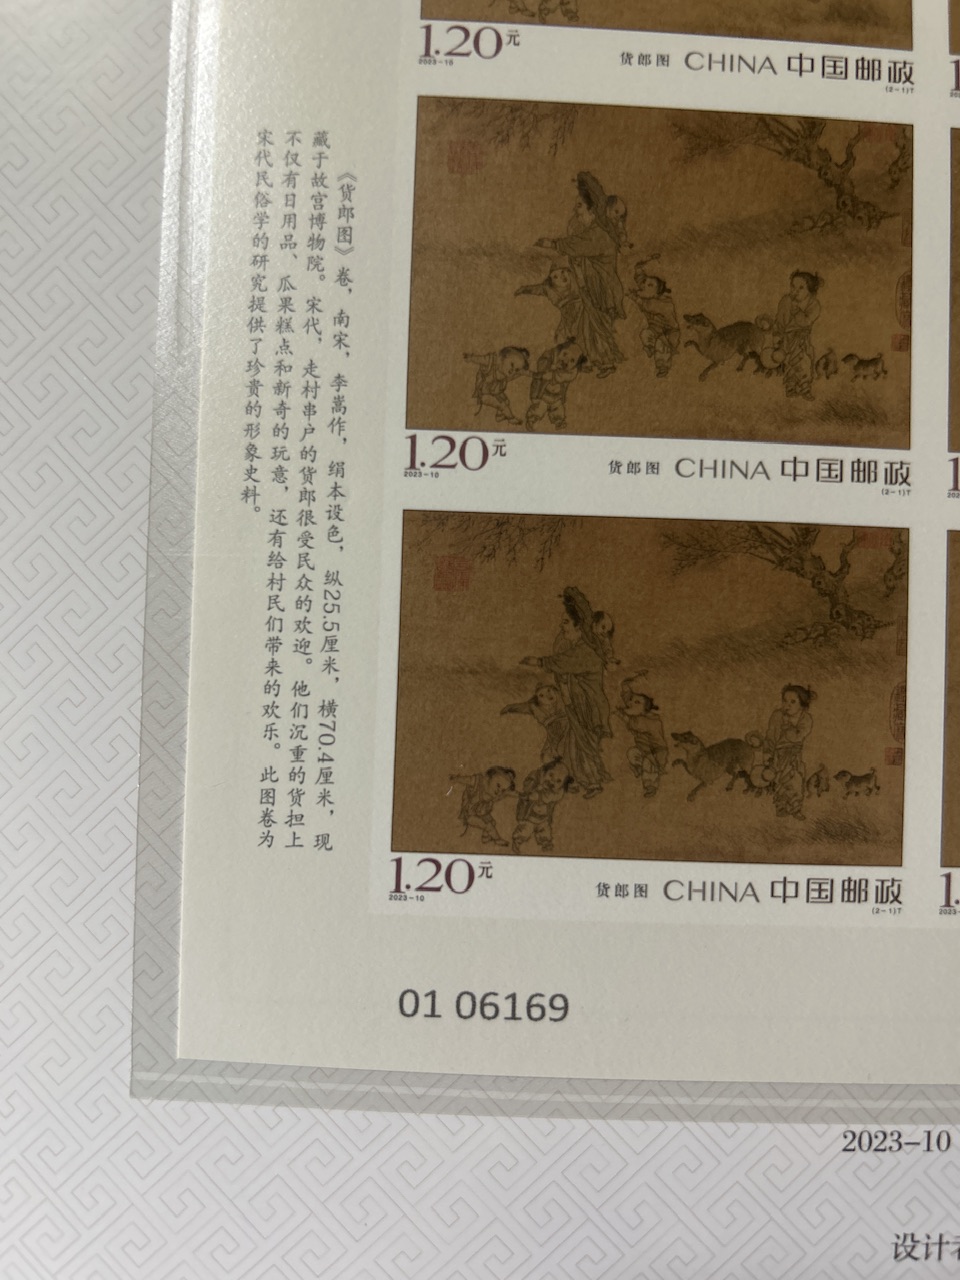 1.20元
2023-10
货郎图 CHINA 中国邮政
(2-1)T
《货郎图》卷，南宋，李嵩作，绢本设色，纵25.5厘米，横70.4厘米，现
藏于故宫博物院。宋代，走村串户的货郎很受民众的欢迎。他们沉重的货担上
不仅有日用品、瓜果糕点和新奇的玩意，还有给村民们带来的欢乐。此图卷为
宋代民俗学的研究提供了珍贵的形象史料。
1.20元
2023-10
货郎图 CHINA 中国邮政
(2-1)T
1.20元
2023-10
货郎图 CHINA 中国邮政
(2-1)T
01 06169
2023-10
设计